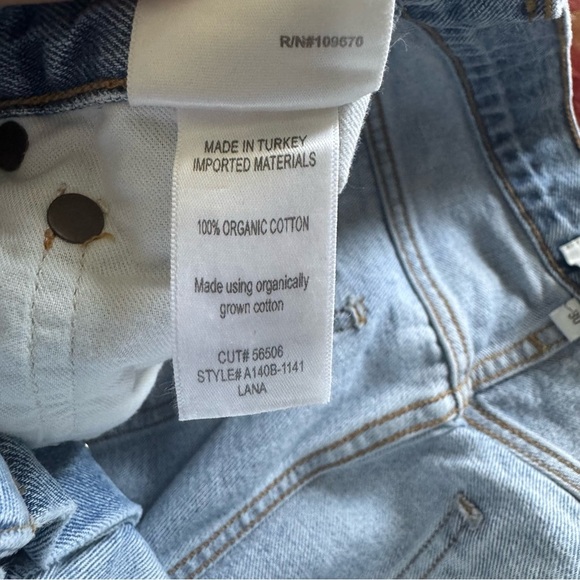 R/N#109670
MADE IN TURKEY
IMPORTED MATERIALS
100% ORGANIC COTTON
Made using organically
grown cotton
CUT# 56506
STYLE# A140B-1141
LANA